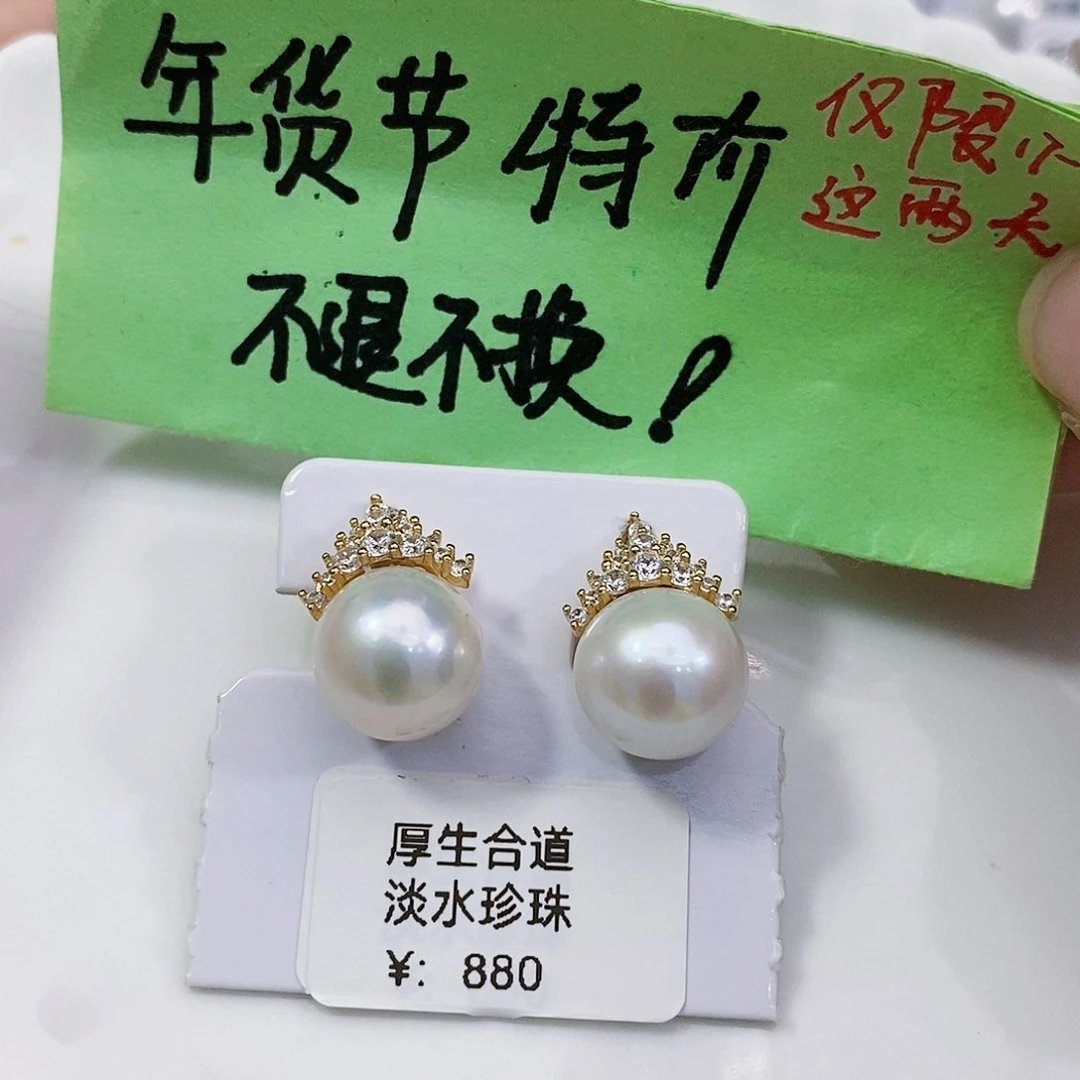 年货节特价
不退不换！
仅限
这两天
厚生合道
淡水珍珠
¥: 880